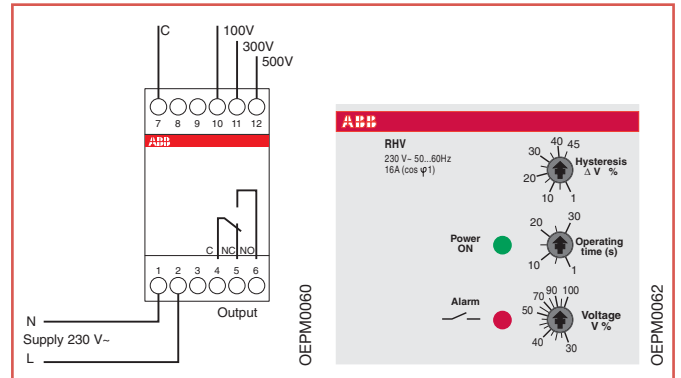 C
100V
300V
500V
7 8 9 10 11 12
ABB
C NC NO
1 2 3 4 5 6
Output
N
Supply 230 V~
L
OEPM0060
ABB
RHV
230 V~ 50...60Hz
16A (cos φ 1)
40 45
30
20
10 1
Hysteresis
Δ V %
Power
ON
20 30
10 1
Operating
time (s)
Alarm
90 100
70
50
40
30
Voltage
V %
OEPM0062